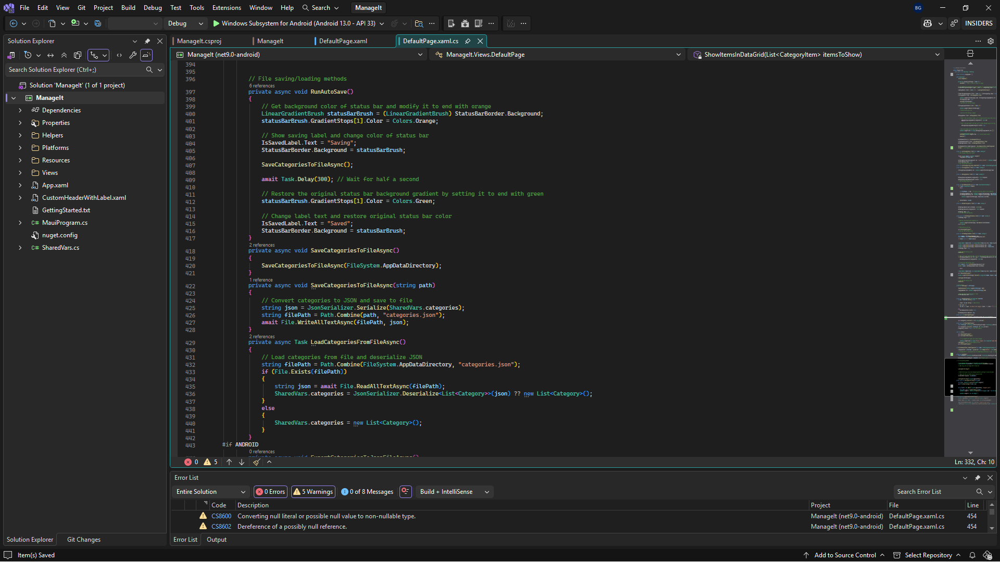 File Edit View Git Project Build Debug Test Tools Extensions Window Help Search ManageIt BG
Debug Windows Subsystem for Android (Android 13.0 - API 33) INSIDERS
Solution Explorer
Search Solution Explorer (Ctrl+;)
Solution 'ManageIt' (1 of 1 project)
ManageIt
Dependencies
Properties
Helpers
Platforms
Resources
Views
App.xaml
CustomHeaderWithLabel.xaml
GettingStarted.txt
C# MauiProgram.cs
nuget.config
C# SharedVars.cs
Solution Explorer Git Changes
ManageIt.csproj ManageIt DefaultPage.xaml DefaultPage.xaml.cs
ManageIt (net9.0-android) ManageIt.Views.DefaultPage ShowItemsInDataGrid(List<CategoryItem> itemsToShow)
394
395
396 // File saving/loading methods
6 references
397 private async void RunAutoSave()
398 {
399 // Get background color of status bar and modify it to end with orange
400 LinearGradientBrush statusBarBrush = (LinearGradientBrush) StatusBarBorder.Background;
401 statusBarBrush.GradientStops[1].Color = Colors.Orange;
402
403 // Show saving label and change color of status bar
404 IsSavedLabel.Text = "Saving";
405 StatusBarBorder.Background = statusBarBrush;
406
407 SaveCategoriesToFileAsync();
408
409 await Task.Delay(300); // Wait for half a second
410
411 // Restore the original status bar background gradient by setting it to end with green
412 statusBarBrush.GradientStops[1].Color = Colors.Green;
413
414 // Change label text and restore original status bar color
415 IsSavedLabel.Text = "Saved";
416 StatusBarBorder.Background = statusBarBrush;
417 }
2 references
418 private async void SaveCategoriesToFileAsync()
419 {
420 SaveCategoriesToFileAsync(FileSystem.AppDataDirectory);
421 }
1 reference
422 private async void SaveCategoriesToFileAsync(string path)
423 {
424 // Convert categories to JSON and save to file
425 string json = JsonSerializer.Serialize(SharedVars.categories);
426 string filePath = Path.Combine(path, "categories.json");
427 await File.WriteAllTextAsync(filePath, json);
428 }
2 references
429 private async Task LoadCategoriesFromFileAsync()
430 {
431 // Load categories from file and deserialize JSON
432 string filePath = Path.Combine(FileSystem.AppDataDirectory, "categories.json");
433 if (File.Exists(filePath))
434 {
435 string json = await File.ReadAllTextAsync(filePath);
436 SharedVars.categories = JsonSerializer.Deserialize<List<Category>>(json) ?? new List<Category>();
437 }
438 else
439 {
440 SharedVars.categories = new List<Category>();
441 }
442 }
443 #if ANDROID
0 references
0 5 Ln: 332, Ch: 10
Error List
Entire Solution 0 Errors 5 Warnings 0 of 8 Messages Build + IntelliSense Search Error List
Code Description Project File Line
CS8600 Converting null literal or possible null value to non-nullable type. ManageIt (net9.0-android) DefaultPage.xaml.cs 454
CS8602 Dereference of a possibly null reference. ManageIt (net9.0-android) DefaultPage.xaml.cs 454
Error List Output
Item(s) Saved Add to Source Control Select Repository